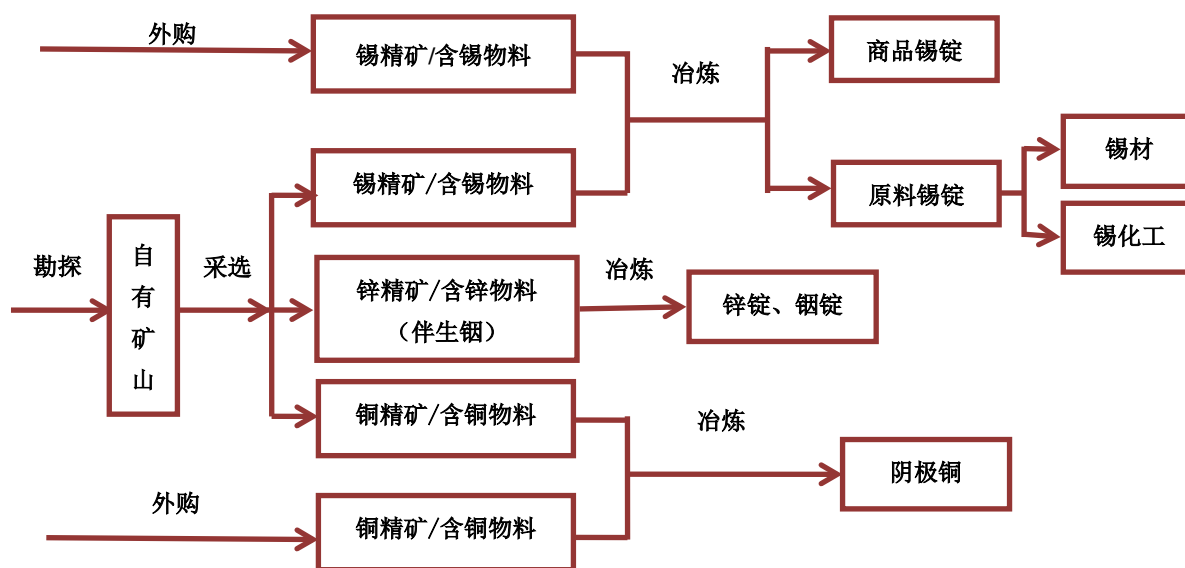 外购
锡精矿/含锡物料
冶炼
商品锡锭
锡精矿/含锡物料
原料锡锭
锡材
锡化工
勘探
自有矿山
采选
锌精矿/含锌物料
（伴生铟）
冶炼
锌锭、铟锭
铜精矿/含铜物料
冶炼
阴极铜
外购
铜精矿/含铜物料